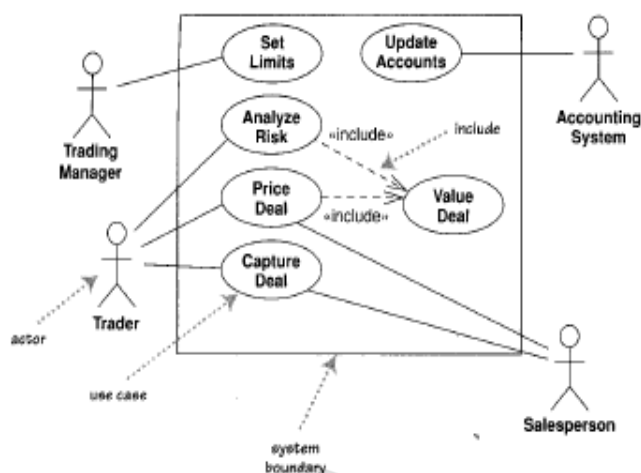 Set
Limits
Update
Accounts
Trading
Manager
Accounting
System
Analyze
Risk
«include»
include
Price
Deal
«include»
Value
Deal
Capture
Deal
Trader
actor
use case
Salesperson
system
boundary